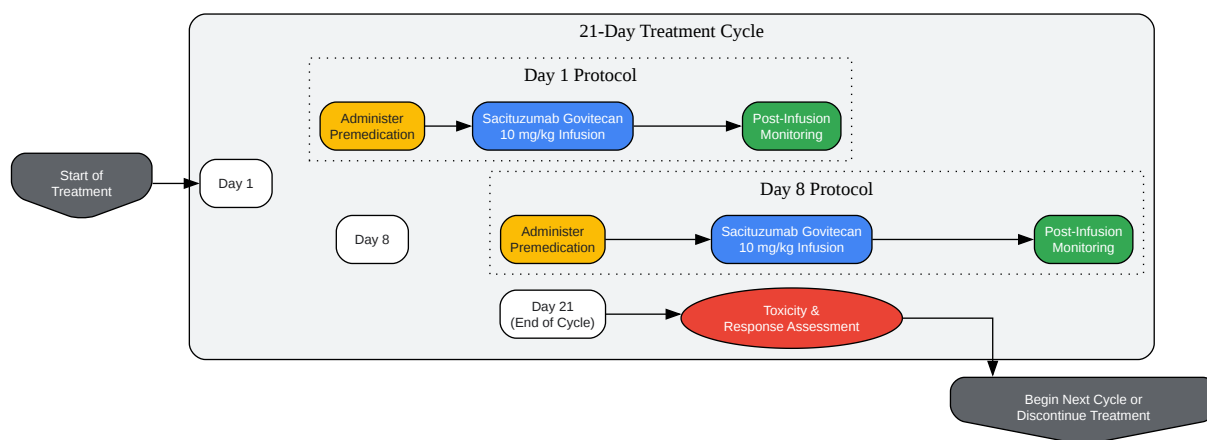 21-Day Treatment Cycle
Day 1 Protocol
Administer
Premedication
Sacituzumab Govitecan
10 mg/kg Infusion
Post-Infusion
Monitoring
Start of
Treatment
Day 1
Day 8 Protocol
Day 8
Administer
Premedication
Sacituzumab Govitecan
10 mg/kg Infusion
Post-Infusion
Monitoring
Day 21
(End of Cycle)
Toxicity &
Response Assessment
Begin Next Cycle or
Discontinue Treatment